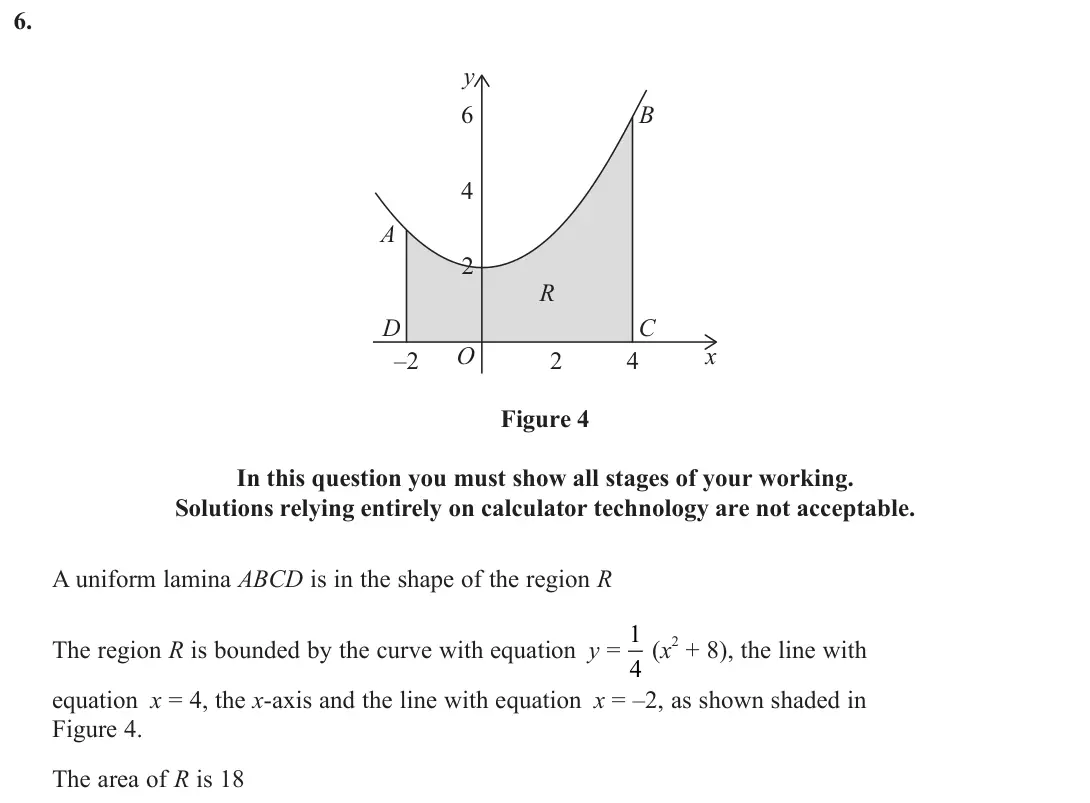 6.
y
6
B
4
A
2
R
D
C
–2
O
2
4
x
Figure 4
In this question you must show all stages of your working.
Solutions relying entirely on calculator technology are not acceptable.
A uniform lamina ABCD is in the shape of the region R
The region R is bounded by the curve with equation y = 1/4 (x² + 8), the line with
equation x = 4, the x-axis and the line with equation x = –2, as shown shaded in
Figure 4.
The area of R is 18